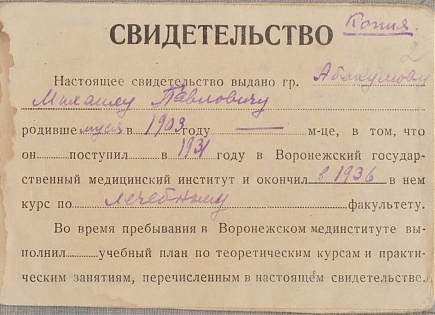 Копия.
2
СВИДЕТЕЛЬСТВО
Настоящее свидетельство выдано гр. Абакумову
Михаилу Павловичу
родившемуся в 1903 году — м-це, в том, что
он поступил в 1931 году в Воронежский государ-
ственный медицинский институт и окончил в 1936 в нем
курс по лечебному факультету.
Во время пребывания в Воронежском мединституте вы-
полнил учебный план по теоретическим курсам и практи-
ческим занятиям, перечисленным в настоящем свидетельстве.